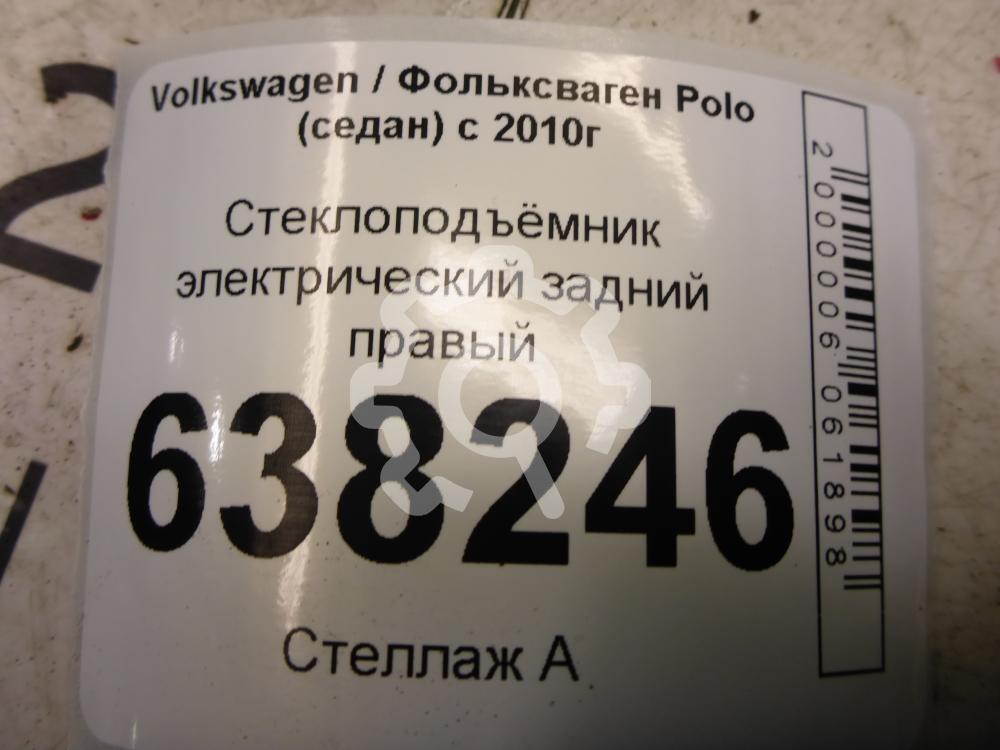 Volkswagen / Фольксваген Polo
(седан) с 2010г
Стеклоподъёмник
электрический задний
правый
638246
Стеллаж А
2000006061898